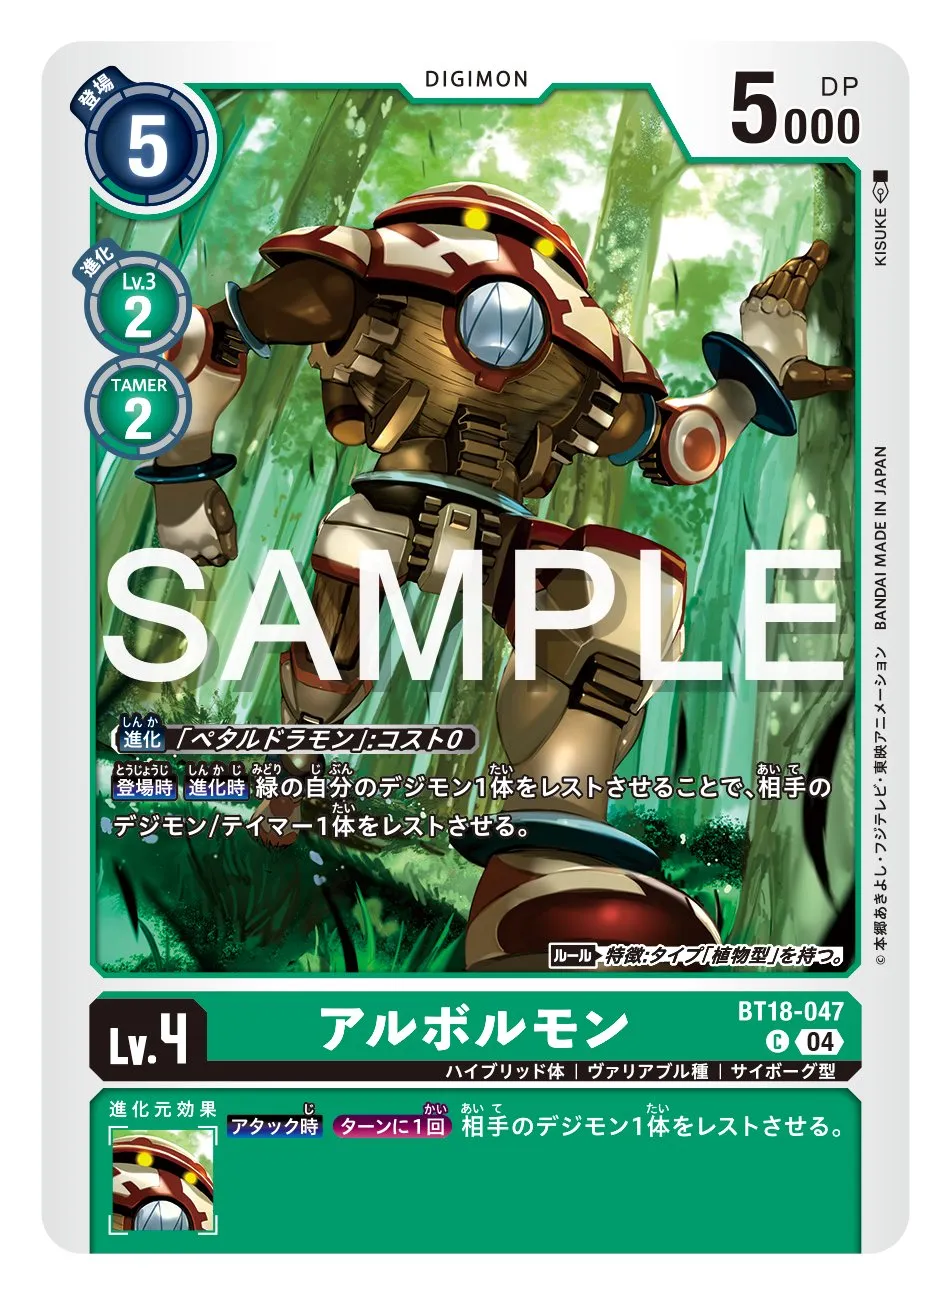 DIGIMON
登場
5
5000
DP
進化
Lv.3
2
TAMER
2
KISUKE
SAMPLE
進化 「ペタルドラモン」:コスト0
登場時 進化時 緑の自分のデジモン1体をレストさせることで、相手の
デジモン/テイマー1体をレストさせる。
ルール 特徴:タイプ「植物型」を持つ。
©本郷あきよし・フジテレビ・東映アニメーション BANDAI MADE IN JAPAN
Lv.4
アルボルモン
BT18-047
C 04
ハイブリッド体 | ヴァリアブル種 | サイボーグ型
進化元効果
アタック時 ターンに1回 相手のデジモン1体をレストさせる。